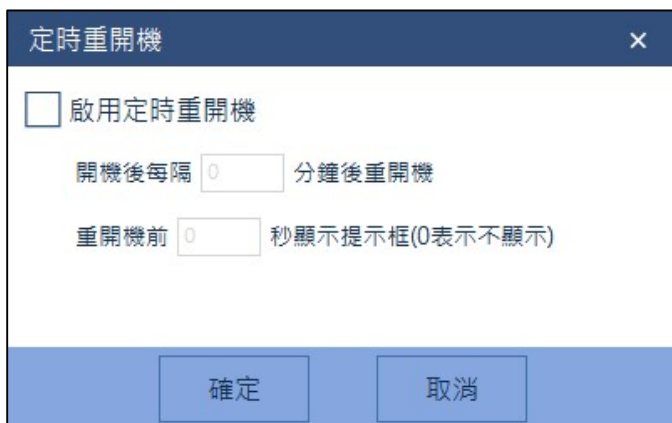 定時重開機 ×
啟用定時重開機
開機後每隔 0 分鐘後重開機
重開機前 0 秒顯示提示框(0表示不顯示)
確定 取消